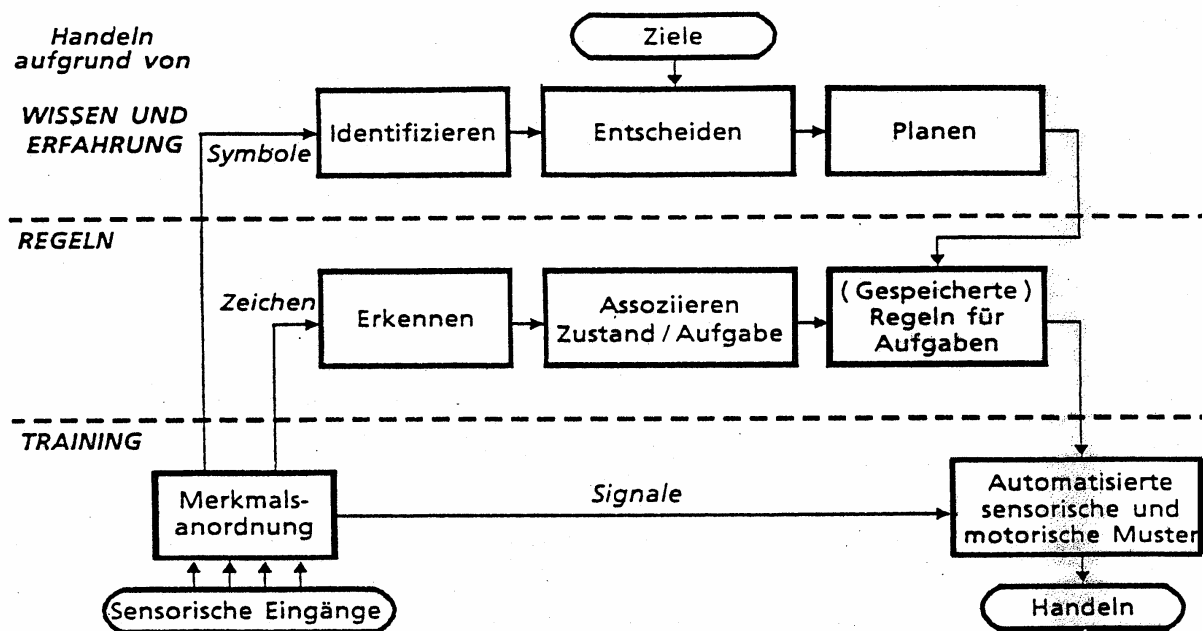 Handeln
aufgrund von
Ziele
WISSEN UND
ERFAHRUNG
Symbole
Identifizieren
Entscheiden
Planen
REGELN
Zeichen
Erkennen
Assoziieren
Zustand / Aufgabe
(Gespeicherte)
Regeln für
Aufgaben
TRAINING
Merkmals-
anordnung
Signale
Automatisierte
sensorische und
motorische Muster
Sensorische Eingänge
Handeln